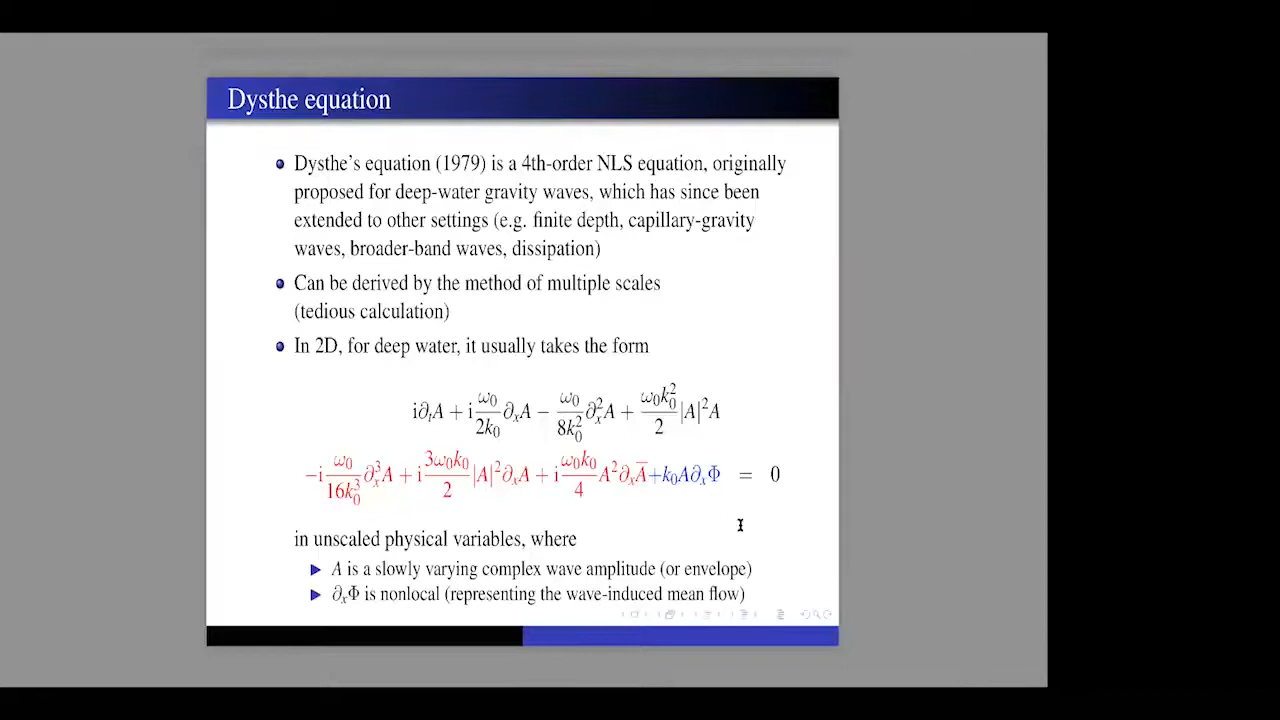 Dysthe equation
Dysthe's equation (1979) is a 4th-order NLS equation, originally
proposed for deep-water gravity waves, which has since been
extended to other settings (e.g. finite depth, capillary-gravity
waves, broader-band waves, dissipation)
Can be derived by the method of multiple scales
(tedious calculation)
In 2D, for deep water, it usually takes the form
i∂ₜA + i ω₀/2k₀ ∂ₓA − ω₀/8k₀² ∂ₓ²A + ω₀k₀²/2 |A|²A
−i ω₀/16k₀³ ∂ₓ³A + i 3ω₀k₀/2 |A|²∂ₓA + i ω₀k₀/4 A²∂ₓA̅ + k₀A∂ₓΦ = 0
in unscaled physical variables, where
A is a slowly varying complex wave amplitude (or envelope)
∂ₓΦ is nonlocal (representing the wave-induced mean flow)